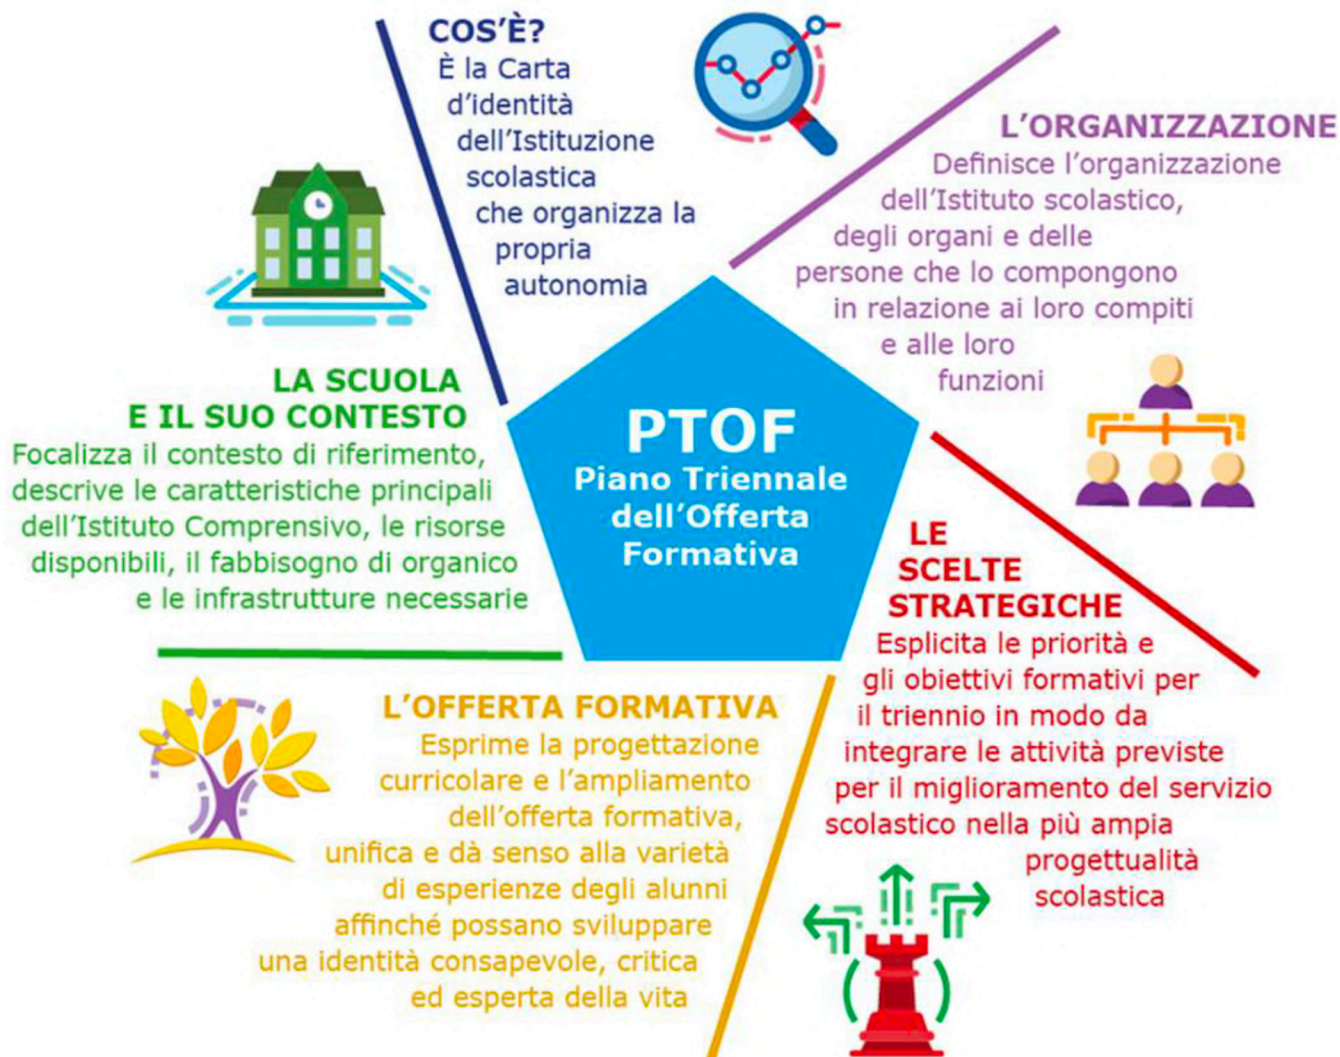 COS'È?
È la Carta
d'identità
dell'Istituzione
scolastica
che organizza la
propria
autonomia
L'ORGANIZZAZIONE
Definisce l'organizzazione
dell'Istituto scolastico,
degli organi e delle
persone che lo compongono
in relazione ai loro compiti
e alle loro
funzioni
LA SCUOLA
E IL SUO CONTESTO
Focalizza il contesto di riferimento,
descrive le caratteristiche principali
dell'Istituto Comprensivo, le risorse
disponibili, il fabbisogno di organico
e le infrastrutture necessarie
PTOF
Piano Triennale
dell'Offerta
Formativa
LE
SCELTE
STRATEGICHE
Esplicita le priorità e
gli obiettivi formativi per
il triennio in modo da
integrare le attività previste
per il miglioramento del servizio
scolastico nella più ampia
progettualità
scolastica
L'OFFERTA FORMATIVA
Esprime la progettazione
curricolare e l'ampliamento
dell'offerta formativa,
unifica e dà senso alla varietà
di esperienze degli alunni
affinché possano sviluppare
una identità consapevole, critica
ed esperta della vita